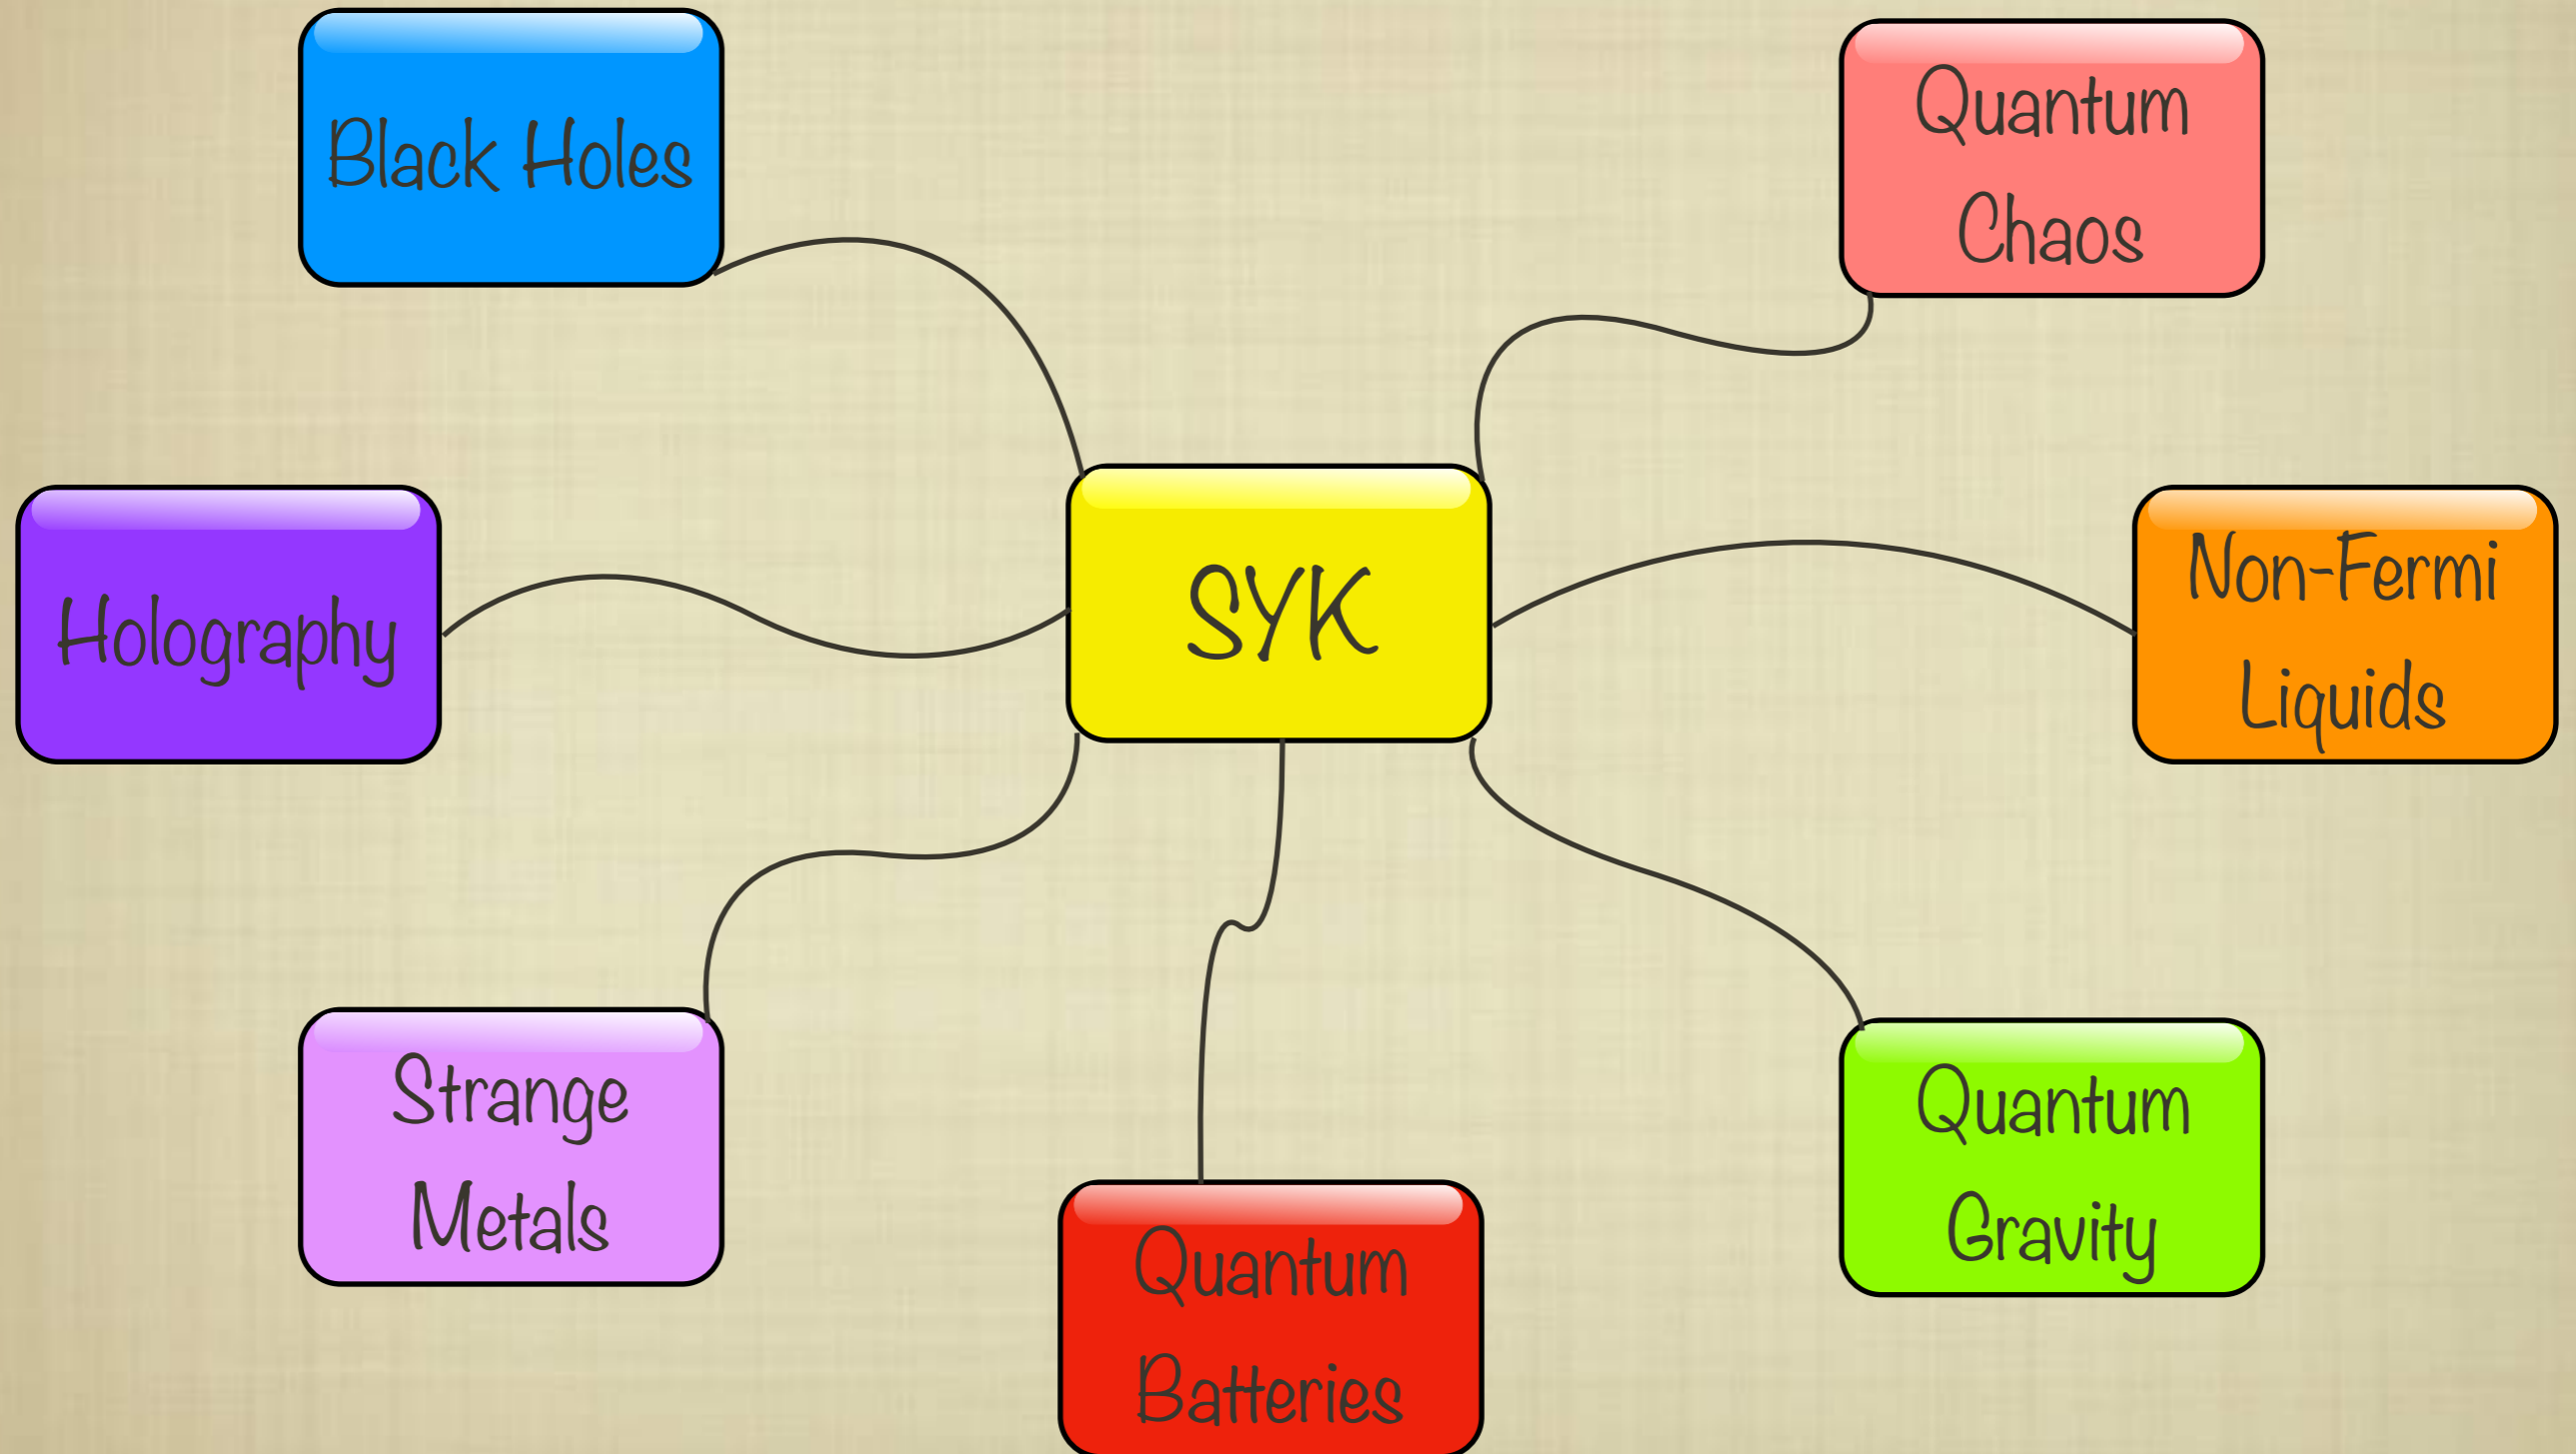 Black Holes
Quantum
Chaos
Holography
SYK
Non-Fermi
Liquids
Strange
Metals
Quantum
Batteries
Quantum
Gravity